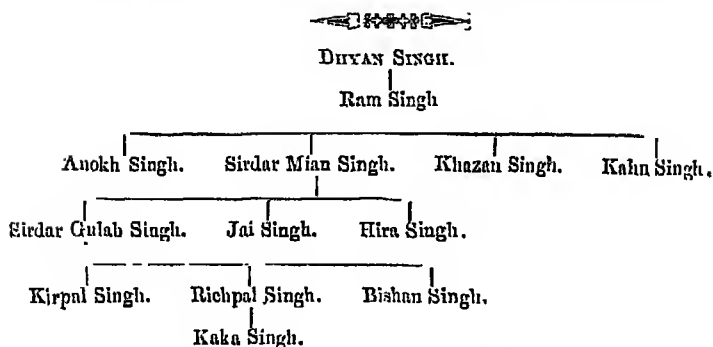 DHYAN SINGH.
Ram Singh
Anokh Singh. Sirdar Mian Singh. Khazan Singh. Kahn Singh.
Sirdar Gulab Singh. Jai Singh. Hira Singh.
Kirpal Singh. Richpal Singh. Bishan Singh.
Kaka Singh.